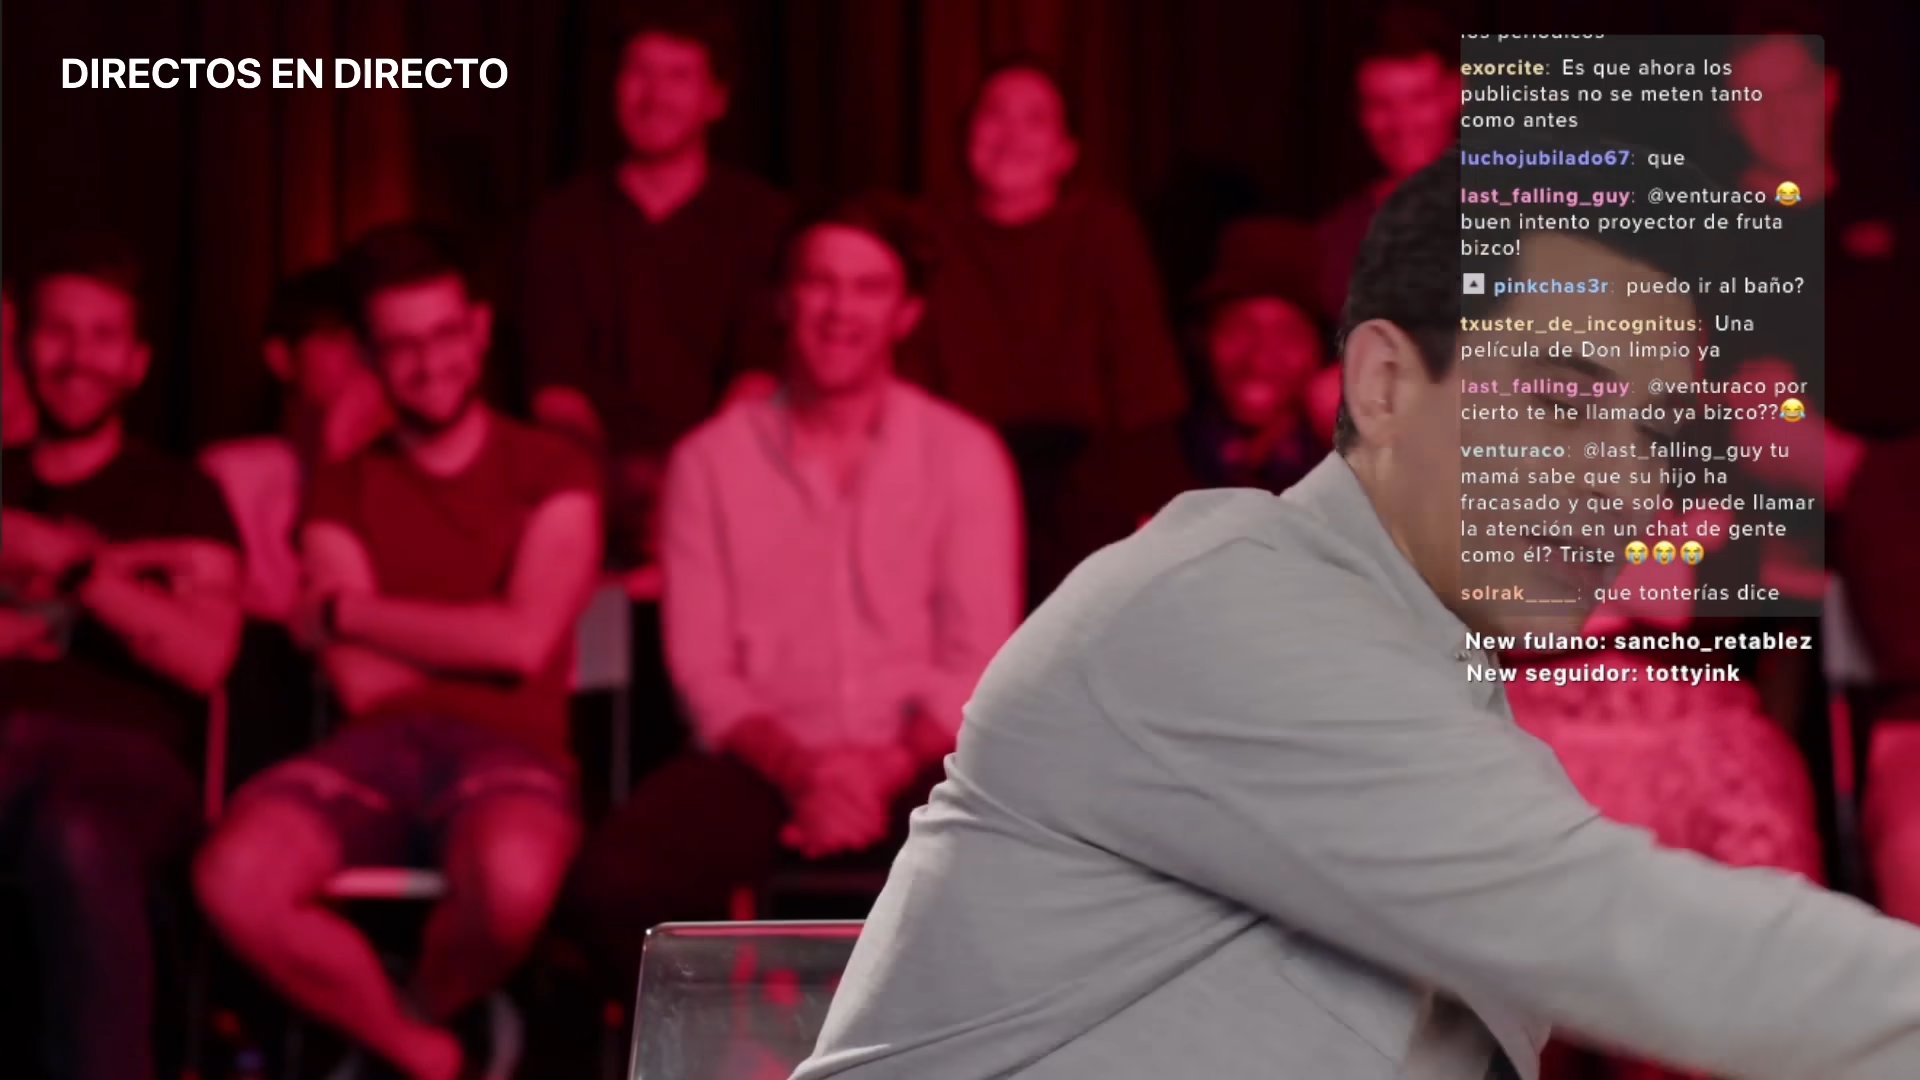 DIRECTOS EN DIRECTO
los periódicos
exorcite: Es que ahora los
publicistas no se meten tanto
como antes
luchojubilado67: que
last_falling_guy: @venturaco 😂
buen intento proyector de fruta
bizco!
pinkchas3r: puedo ir al baño?
txuster_de_incognitus: Una
película de Don limpio ya
last_falling_guy: @venturaco por
cierto te he llamado ya bizco??😂
venturaco: @last_falling_guy tu
mamá sabe que su hijo ha
fracasado y que solo puede llamar
la atención en un chat de gente
como él? Triste 😭😭😭
solrak____: que tonterías dice
New fulano: sancho_retablez
New seguidor: tottyink